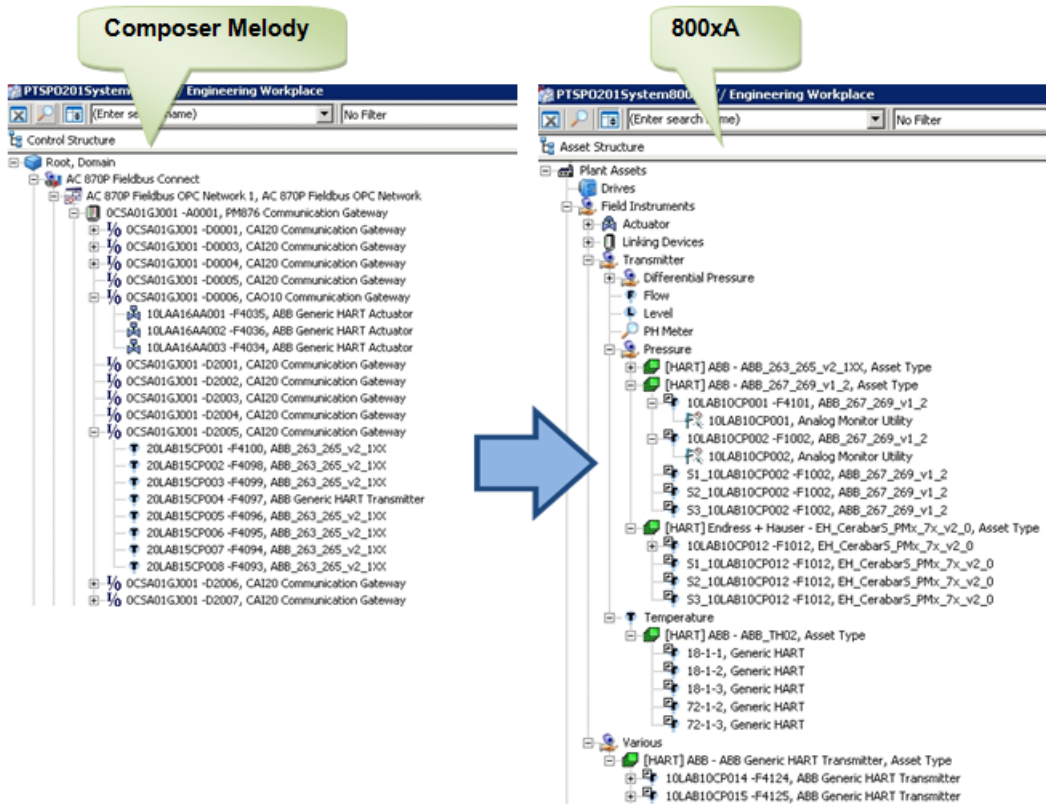 Composer Melody
PTSPO201System / Engineering Workplace
(Enter se name)
No Filter
Control Structure
Root, Domain
AC 870P Fieldbus Connect
AC 870P Fieldbus OPC Network 1, AC 870P Fieldbus OPC Network
0CSA01GJ001 -A0001, PM876 Communication Gateway
I/O 0CSA01GJ001 -D0001, CAI20 Communication Gateway
I/O 0CSA01GJ001 -D0003, CAI20 Communication Gateway
I/O 0CSA01GJ001 -D0004, CAI20 Communication Gateway
I/O 0CSA01GJ001 -D0005, CAI20 Communication Gateway
I/O 0CSA01GJ001 -D0006, CAO10 Communication Gateway
10LAA16AA001 -F4035, ABB Generic HART Actuator
10LAA16AA002 -F4036, ABB Generic HART Actuator
10LAA16AA003 -F4034, ABB Generic HART Actuator
I/O 0CSA01GJ001 -D2001, CAI20 Communication Gateway
I/O 0CSA01GJ001 -D2002, CAI20 Communication Gateway
I/O 0CSA01GJ001 -D2003, CAI20 Communication Gateway
I/O 0CSA01GJ001 -D2004, CAI20 Communication Gateway
I/O 0CSA01GJ001 -D2005, CAI20 Communication Gateway
20LAB15CP001 -F4100, ABB_263_265_v2_1XX
20LAB15CP002 -F4098, ABB_263_265_v2_1XX
20LAB15CP003 -F4099, ABB_263_265_v2_1XX
20LAB15CP004 -F4097, ABB Generic HART Transmitter
20LAB15CP005 -F4096, ABB_263_265_v2_1XX
20LAB15CP006 -F4095, ABB_263_265_v2_1XX
20LAB15CP007 -F4094, ABB_263_265_v2_1XX
20LAB15CP008 -F4093, ABB_263_265_v2_1XX
I/O 0CSA01GJ001 -D2006, CAI20 Communication Gateway
I/O 0CSA01GJ001 -D2007, CAI20 Communication Gateway
800xA
PTSPO201System800 / Engineering Workplace
(Enter search me)
No Filter
Asset Structure
Plant Assets
Drives
Field Instruments
Actuator
Linking Devices
Transmitter
Differential Pressure
F Flow
L Level
PH Meter
Pressure
[HART] ABB - ABB_263_265_v2_1XX, Asset Type
[HART] ABB - ABB_267_269_v1_2, Asset Type
10LAB10CP001 -F4101, ABB_267_269_v1_2
10LAB10CP001, Analog Monitor Utility
10LAB10CP002 -F1002, ABB_267_269_v1_2
10LAB10CP002, Analog Monitor Utility
S1_10LAB10CP002 -F1002, ABB_267_269_v1_2
S2_10LAB10CP002 -F1002, ABB_267_269_v1_2
S3_10LAB10CP002 -F1002, ABB_267_269_v1_2
[HART] Endress + Hauser - EH_CerabarS_PMx_7x_v2_0, Asset Type
10LAB10CP012 -F1012, EH_CerabarS_PMx_7x_v2_0
S1_10LAB10CP012 -F1012, EH_CerabarS_PMx_7x_v2_0
S2_10LAB10CP012 -F1012, EH_CerabarS_PMx_7x_v2_0
S3_10LAB10CP012 -F1012, EH_CerabarS_PMx_7x_v2_0
T Temperature
[HART] ABB - ABB_TH02, Asset Type
18-1-1, Generic HART
18-1-2, Generic HART
18-1-3, Generic HART
72-1-2, Generic HART
72-1-3, Generic HART
Various
[HART] ABB - ABB Generic HART Transmitter, Asset Type
10LAB10CP014 -F4124, ABB Generic HART Transmitter
10LAB10CP015 -F4125, ABB Generic HART Transmitter